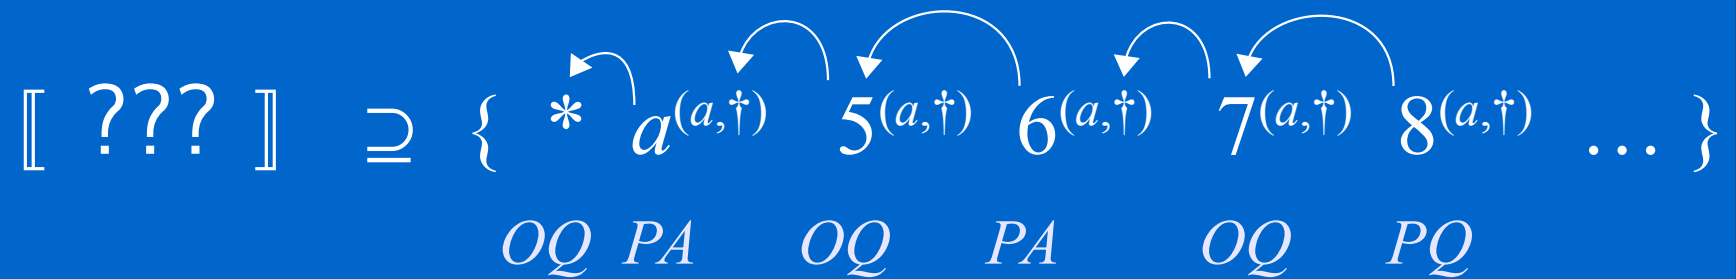 ⟦ ??? ⟧ ⊇ { * a^(a,†) 5^(a,†) 6^(a,†) 7^(a,†) 8^(a,†) … }
OQ PA OQ PA OQ PQ